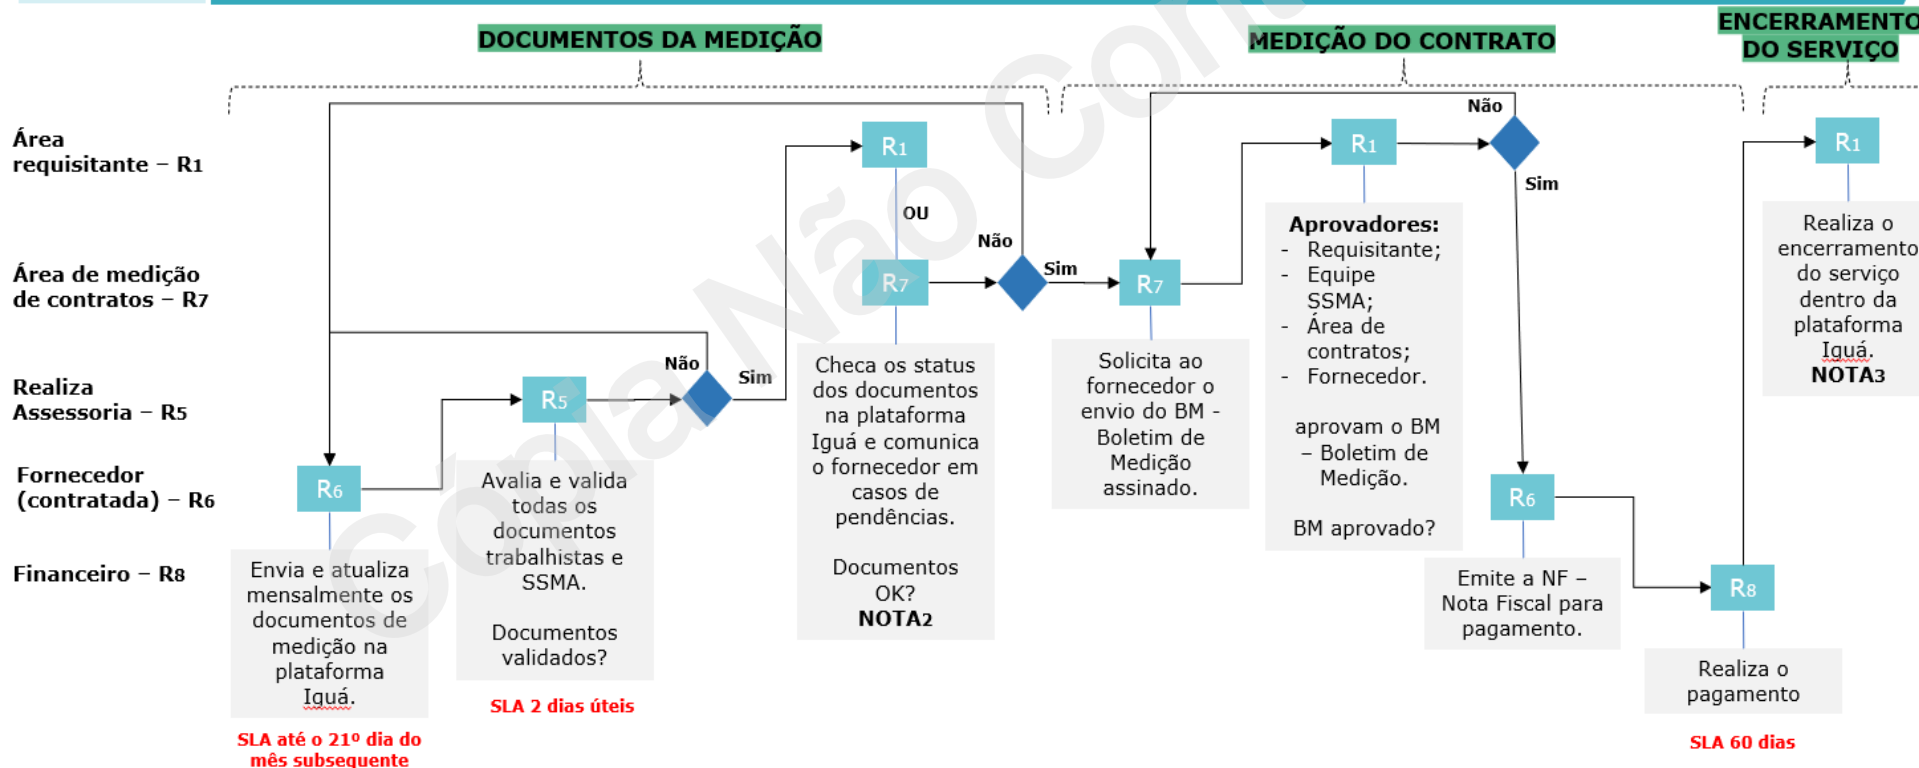 DOCUMENTOS DA MEDIÇÃO
MEDIÇÃO DO CONTRATO
ENCERRAMENTO
DO SERVIÇO
Área
requisitante – R1
Área de medição
de contratos – R7
Realiza
Assessoria – R5
Fornecedor
(contratada) – R6
Financeiro – R8
R6
Envia e atualiza
mensalmente os
documentos de
medição na
plataforma
Iguá.
SLA até o 21º dia do
mês subsequente
R5
Avalia e valida
todas os
documentos
trabalhistas e
SSMA.
Documentos
validados?
SLA 2 dias úteis
Não
Sim
R1
OU
R7
Checa os status
dos documentos
na plataforma
Iguá e comunica
o fornecedor em
casos de
pendências.
Documentos
OK?
NOTA2
Não
Sim
R7
Solicita ao
fornecedor o
envio do BM -
Boletim de
Medição
assinado.
R1
Aprovadores:
- Requisitante;
- Equipe
SSMA;
- Área de
contratos;
- Fornecedor.
aprovam o BM
– Boletim de
Medição.
BM aprovado?
Não
Sim
R6
Emite a NF –
Nota Fiscal para
pagamento.
R8
Realiza o
pagamento
SLA 60 dias
R1
Realiza o
encerramento
do serviço
dentro da
plataforma
Iguá.
NOTA3
Cópia Não Cont